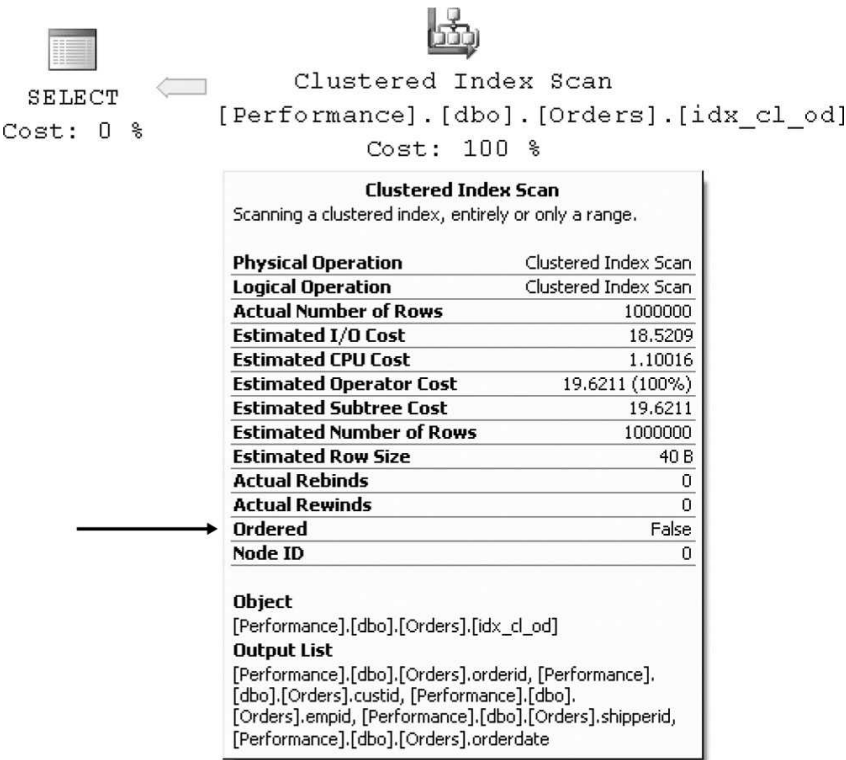 SELECT
Cost: 0 %
Clustered Index Scan
[Performance].[dbo].[Orders].[idx_cl_od]
Cost: 100 %
Clustered Index Scan
Scanning a clustered index, entirely or only a range.
Physical Operation Clustered Index Scan
Logical Operation Clustered Index Scan
Actual Number of Rows 1000000
Estimated I/O Cost 18.5209
Estimated CPU Cost 1.10016
Estimated Operator Cost 19.6211 (100%)
Estimated Subtree Cost 19.6211
Estimated Number of Rows 1000000
Estimated Row Size 40 B
Actual Rebinds 0
Actual Rewinds 0
Ordered False
Node ID 0
Object
[Performance].[dbo].[Orders].[idx_cl_od]
Output List
[Performance].[dbo].[Orders].orderid, [Performance].
[dbo].[Orders].custid, [Performance].[dbo].
[Orders].empid, [Performance].[dbo].[Orders].shipperid,
[Performance].[dbo].[Orders].orderdate